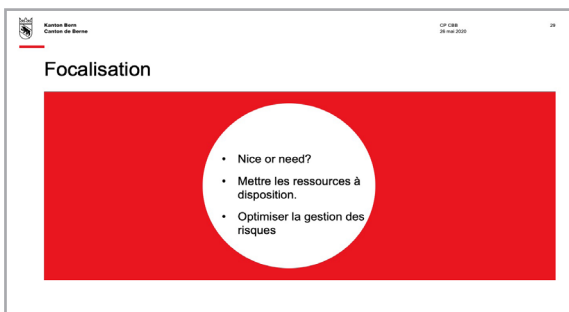 Kanton Bern
Canton de Berne
CP CBB
26 mai 2020
Focalisation
• Nice or need?
• Mettre les ressources à
disposition.
• Optimiser la gestion des
risques